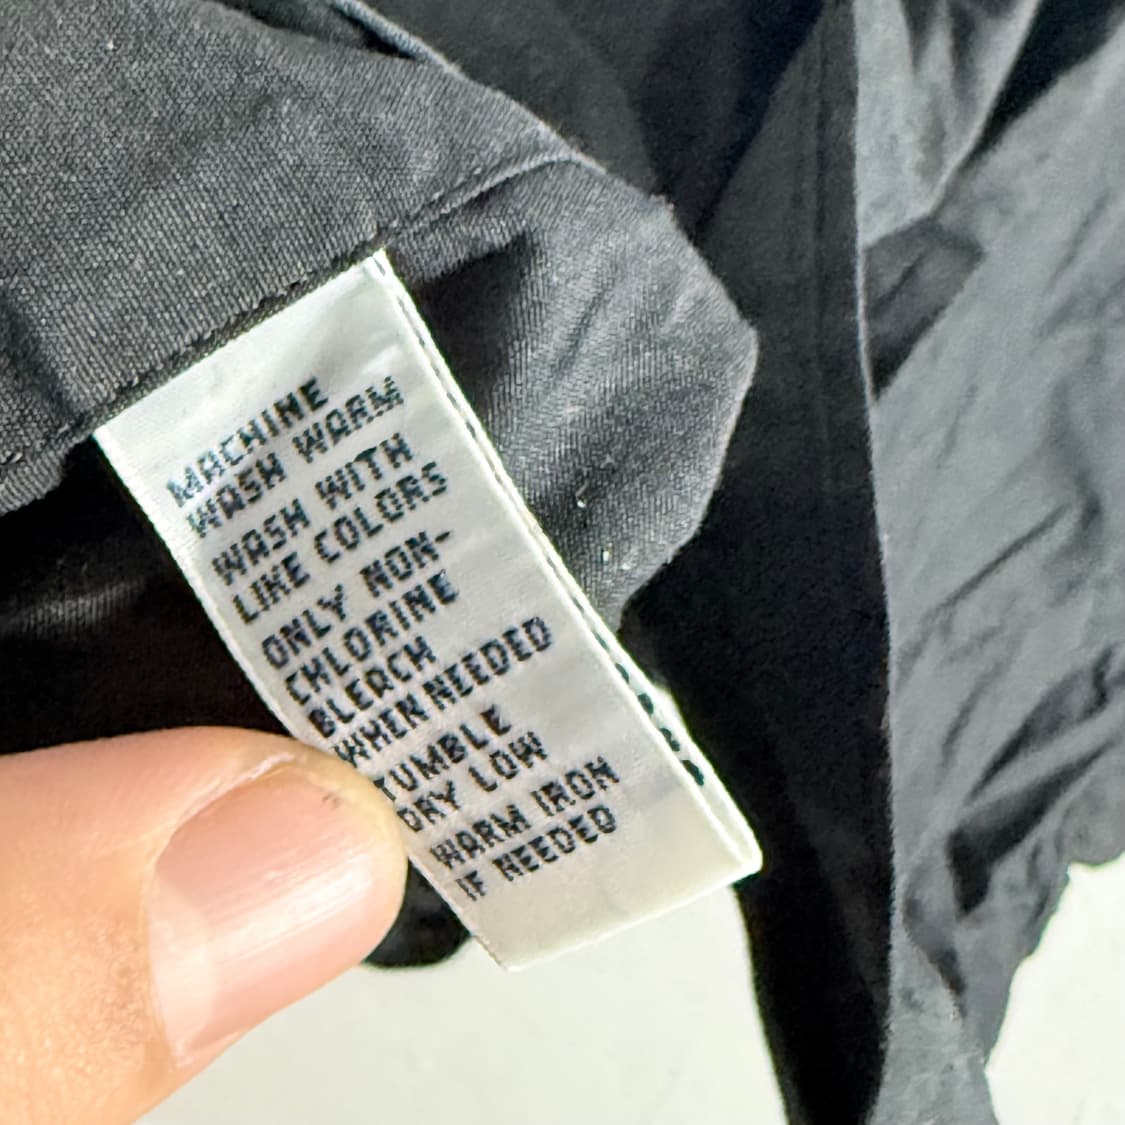 MACHINE
WASH WARM
WASH WITH
LIKE COLORS
ONLY NON-
CHLORINE
BLEACH
WHEN NEEDED
TUMBLE
DRY LOW
WARM IRON
IF NEEDED